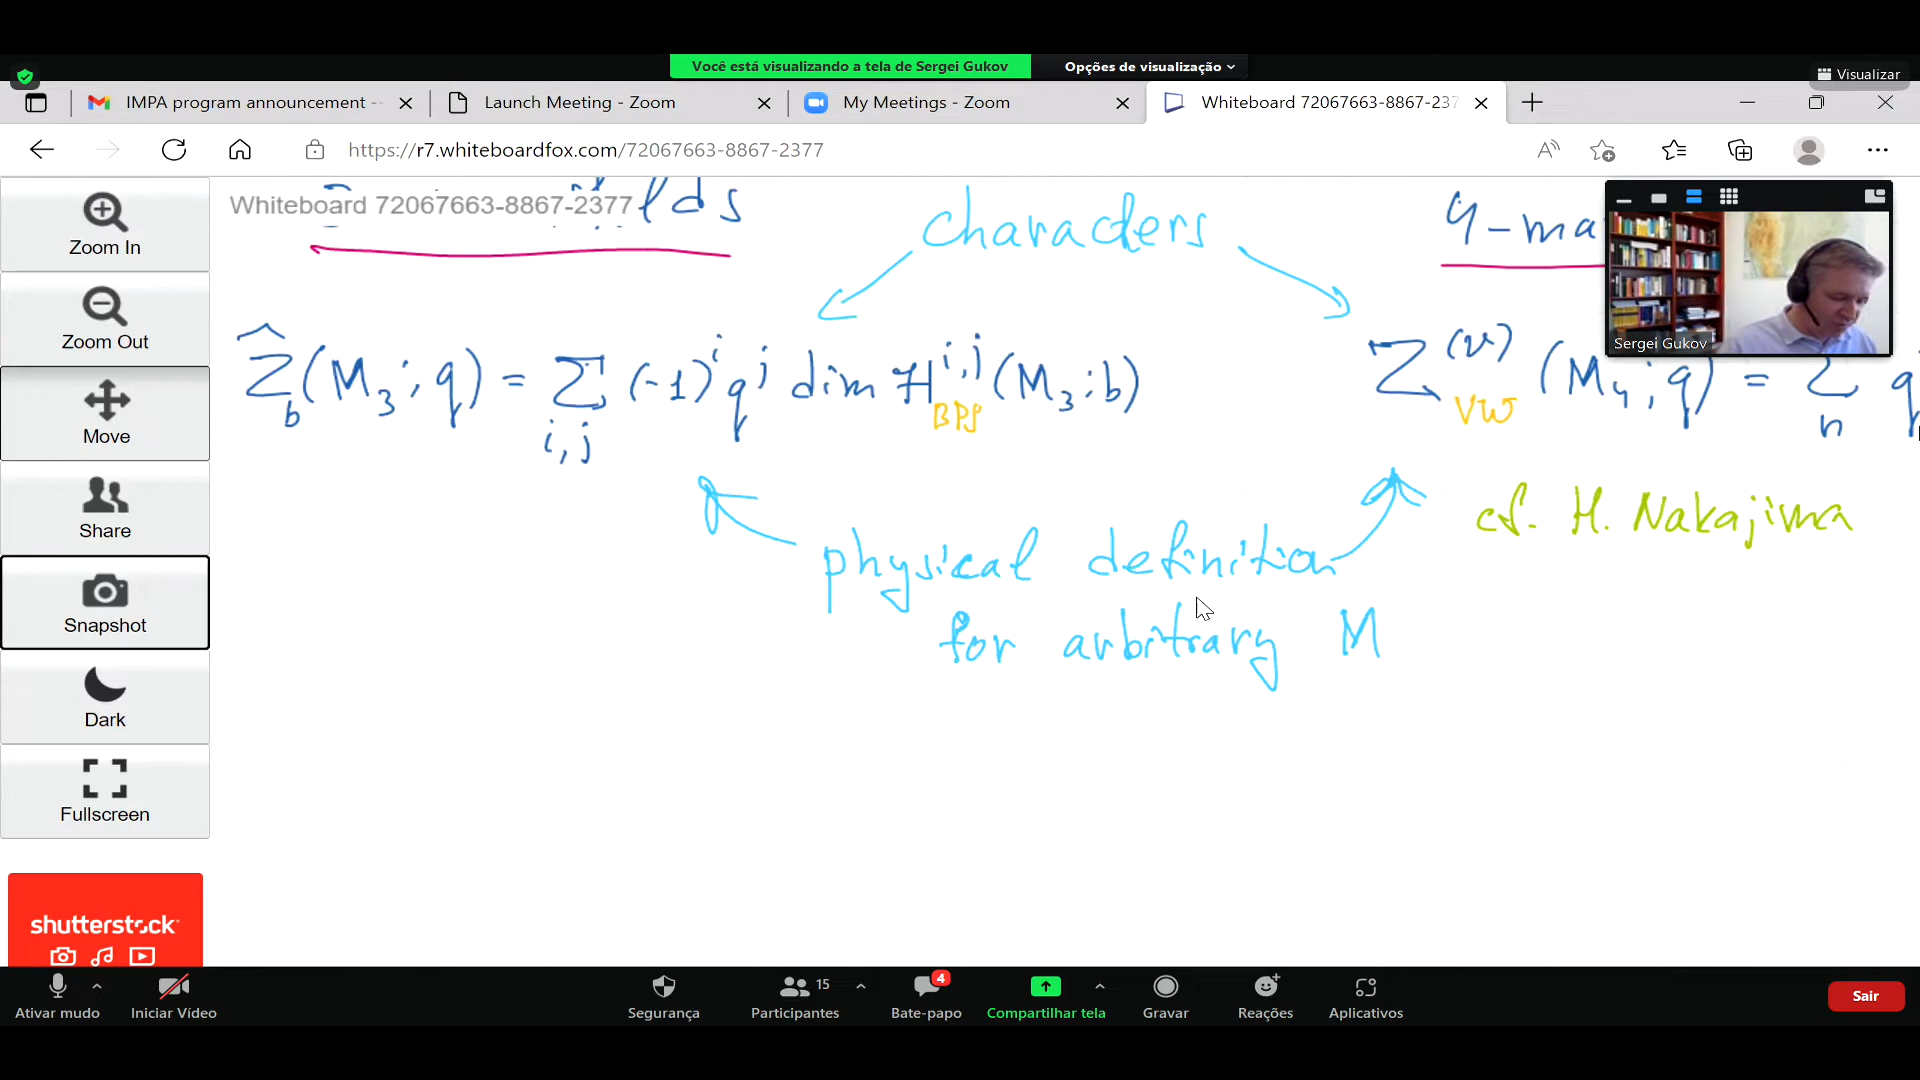 Você está visualizando a tela de Sergei Gukov
Opções de visualização
Visualizar
IMPA program announcement -
Launch Meeting - Zoom
My Meetings - Zoom
Whiteboard 72067663-8867-237
https://r7.whiteboardfox.com/72067663-8867-2377
Zoom In
Zoom Out
Move
Share
Snapshot
Dark
Fullscreen
shutterstock
Whiteboard 72067663-8867-2377
lds
characters
4-ma
Sergei Gukov
Ẑ_b(M_3; q) = Σ_{i,j} (-1)^i q^j dim H^{i,j}_{BPS}(M_3; b)
Z^{(v)}_{VW}(M_4; q) = Σ_n q
cf. H. Nakajima
physical definition
for arbitrary M
Ativar mudo
Iniciar Vídeo
Segurança
15
Participantes
4
Bate-papo
Compartilhar tela
Gravar
Reações
Aplicativos
Sair